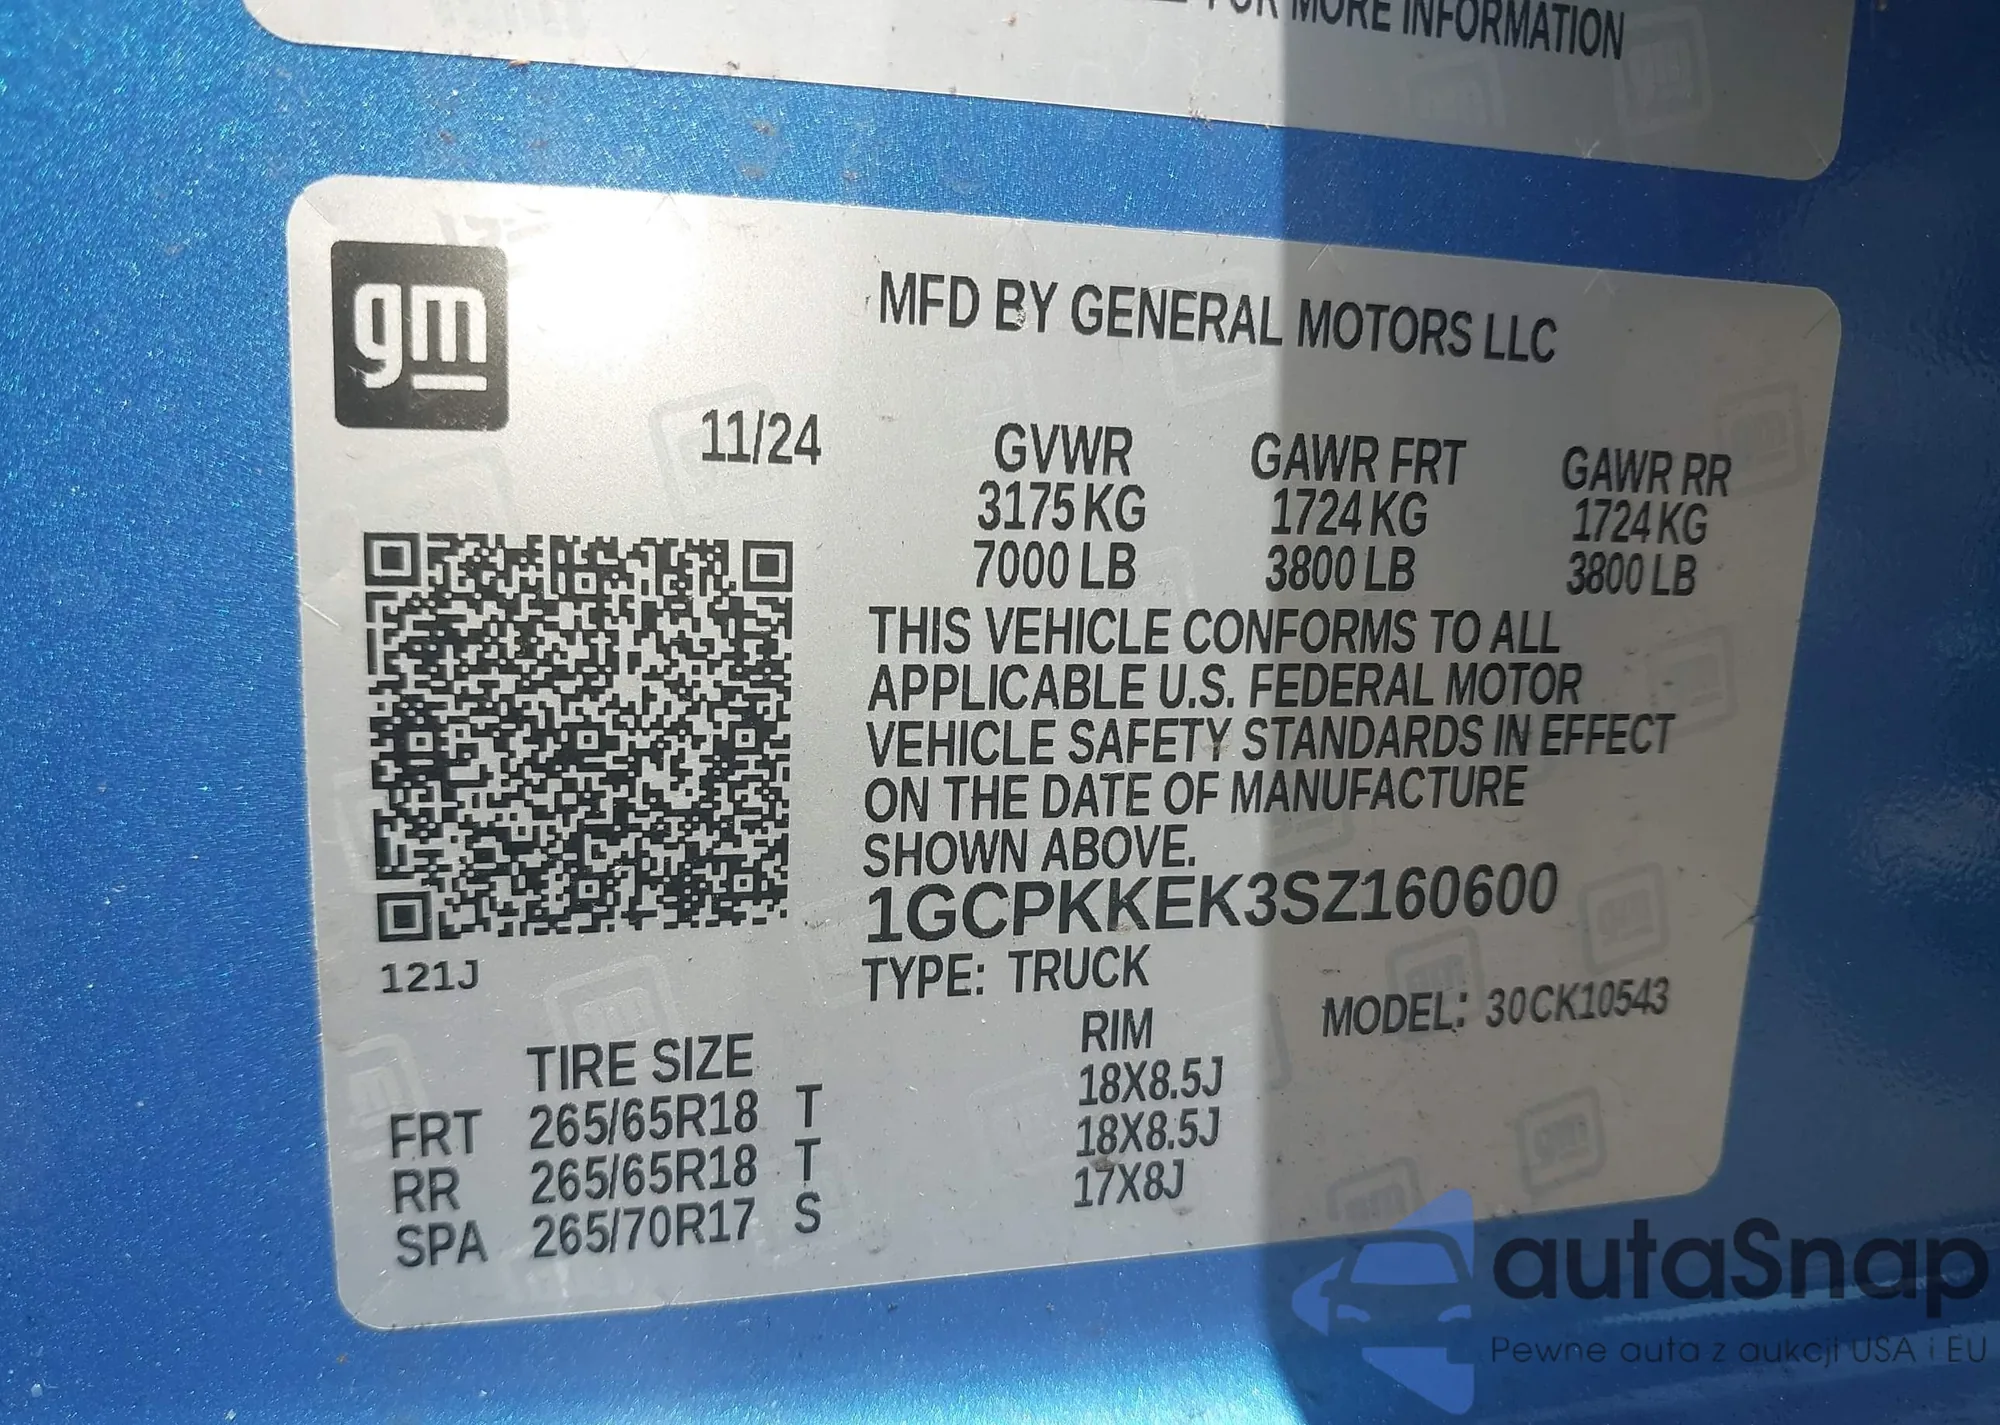 FOR MORE INFORMATION
gm
MFD BY GENERAL MOTORS LLC
11/24
GVWR GAWR FRT GAWR RR
3175 KG 1724 KG 1724 KG
7000 LB 3800 LB 3800 LB
THIS VEHICLE CONFORMS TO ALL
APPLICABLE U.S. FEDERAL MOTOR
VEHICLE SAFETY STANDARDS IN EFFECT
ON THE DATE OF MANUFACTURE
SHOWN ABOVE.
1GCPKKEK3SZ160600
121J
TYPE: TRUCK MODEL: 30CK10543
TIRE SIZE RIM
FRT 265/65R18 T 18X8.5J
RR 265/65R18 T 18X8.5J
SPA 265/70R17 S 17X8J
autaSnap
Pewne auta z aukcji USA i EU